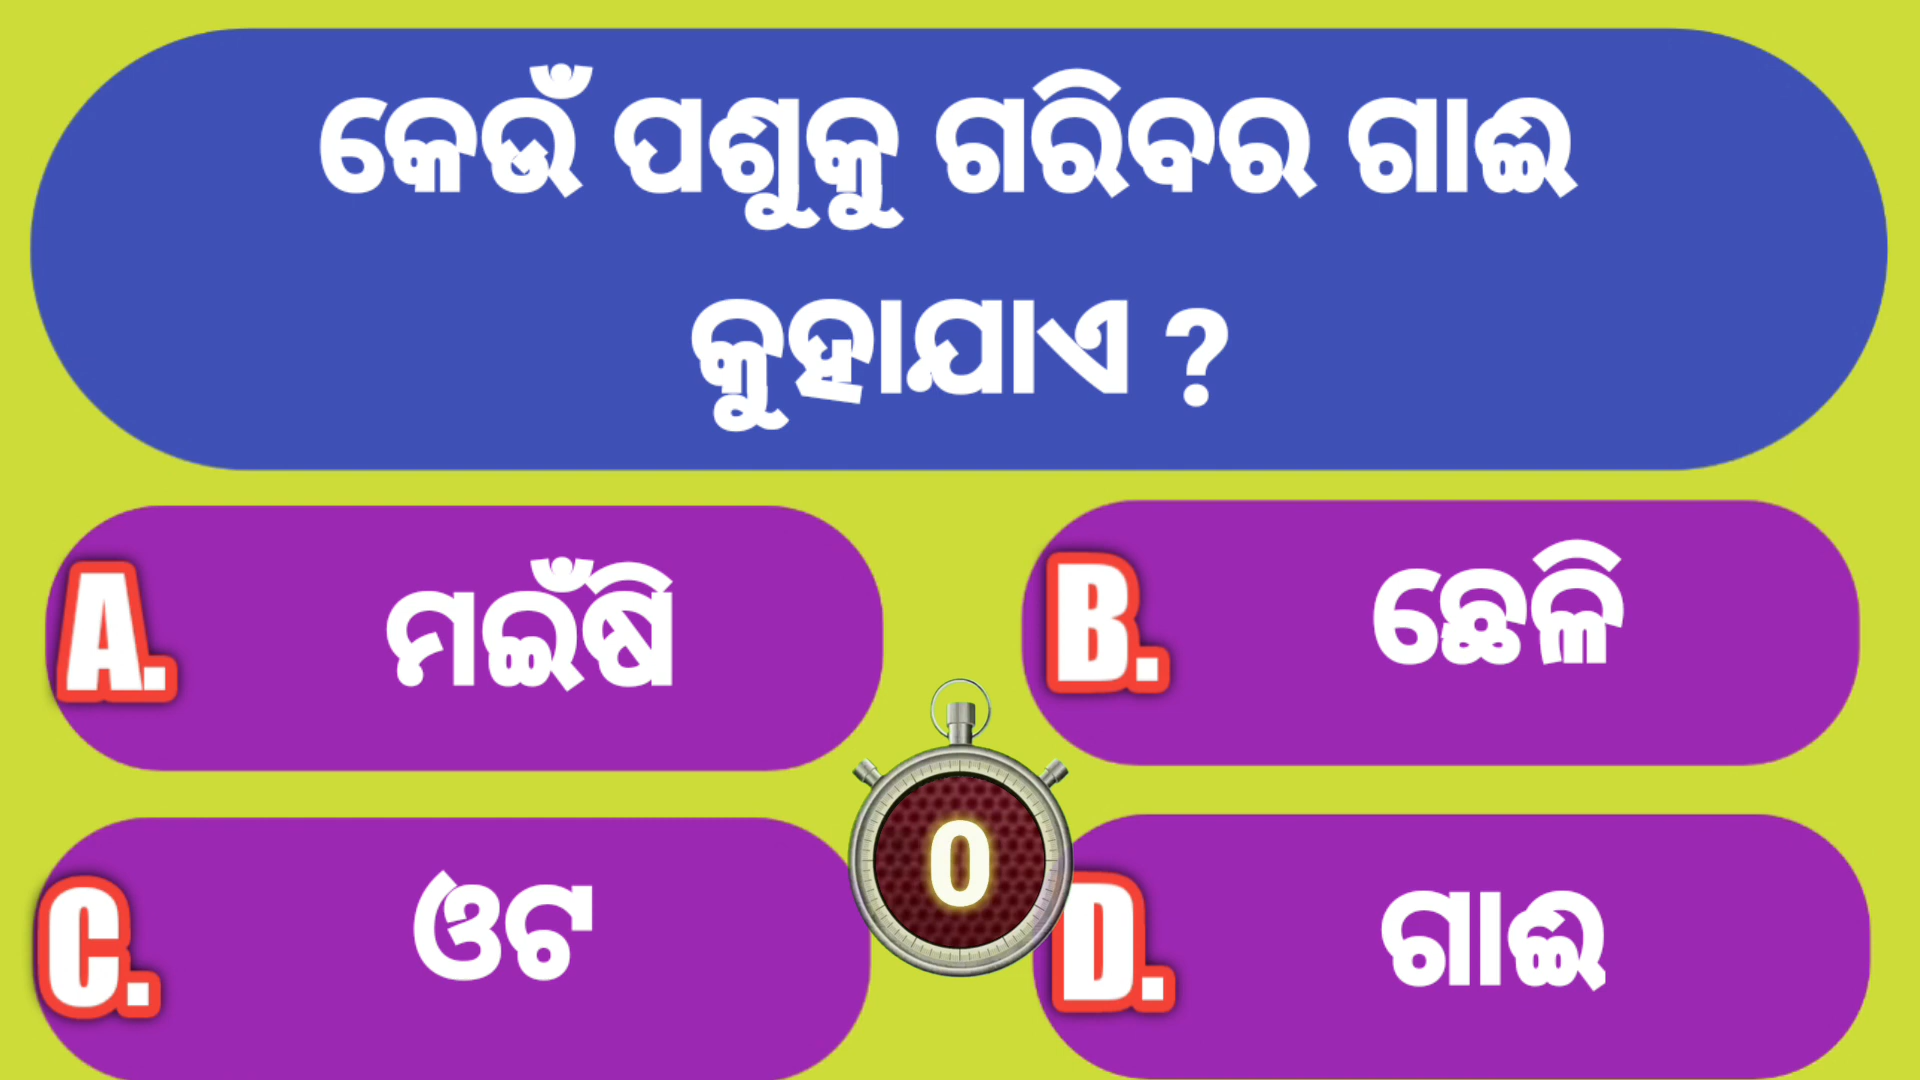 କେଉଁ ପଶୁକୁ ଗରିବର ଗାଈ
କୁହାଯାଏ ?
A. ମଇଁଷି
B. ଛେଳି
C. ଓଟ
0
D. ଗାଈ